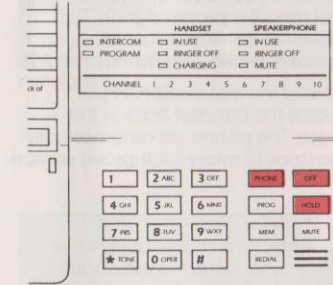 HANDSET SPEAKERPHONE
INTERCOM IN USE IN USE
PROGRAM RINGER OFF RINGER OFF
CHARGING MUTE
CHANNEL 1 2 3 4 5 6 7 8 9 10
ck of
1 2 ABC 3 DEF PHONE OFF
4 GHI 5 JKL 6 MNO PROG HOLD
7 PRS 8 TUV 9 WXY MEM MUTE
* TONE 0 OPER # REDIAL